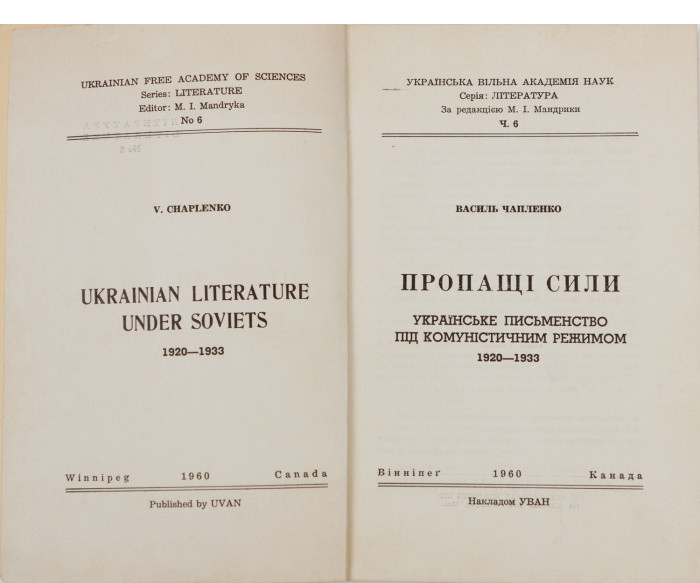 UKRAINIAN FREE ACADEMY OF SCIENCES
Series: LITERATURE
Editor: M. I. Mandryka
No 6
V. CHAPLENKO
UKRAINIAN LITERATURE
UNDER SOVIETS
1920—1933
Winnipeg 1960 Canada
Published by UVAN
УКРАЇНСЬКА ВІЛЬНА АКАДЕМІЯ НАУК
Серія: ЛІТЕРАТУРА
За редакцією М. І. Мандрики
Ч. 6
ВАСИЛЬ ЧАПЛЕНКО
ПРОПАЩІ СИЛИ
УКРАЇНСЬКЕ ПИСЬМЕНСТВО
ПІД КОМУНІСТИЧНИМ РЕЖИМОМ
1920—1933
Вінніпеґ 1960 Канада
Накладом УВАН